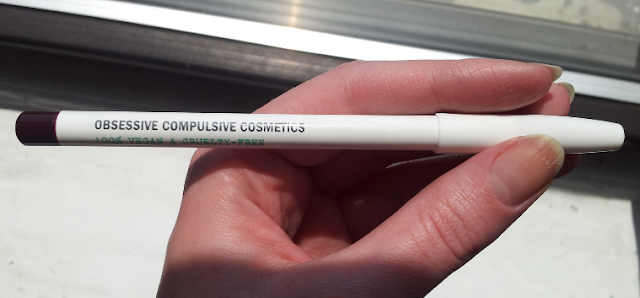 OBSESSIVE COMPULSIVE COSMETICS
100% VEGAN & CRUELTY-FREE